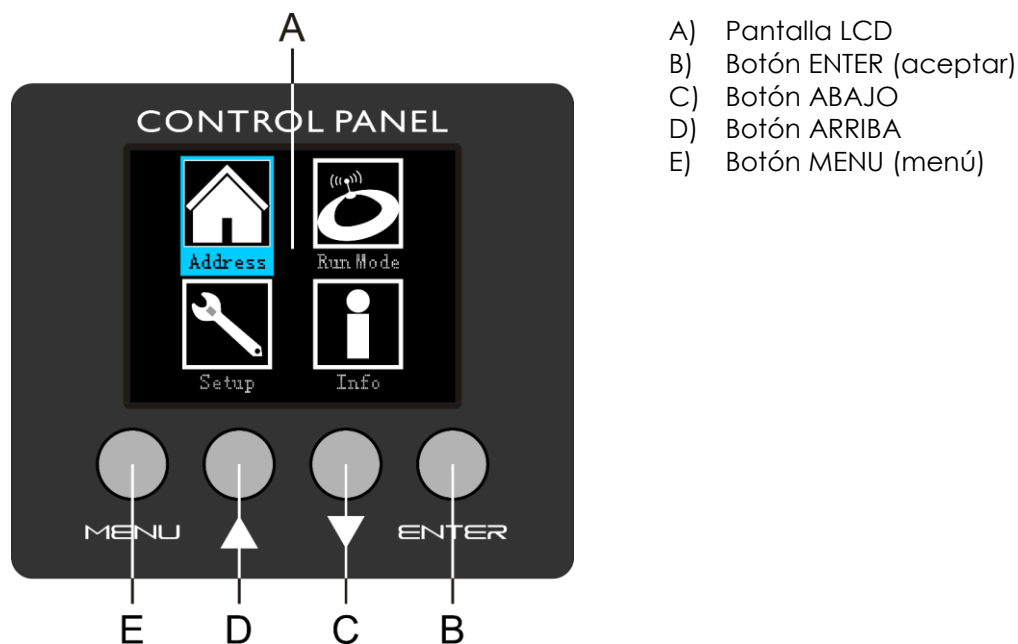 A
CONTROL PANEL
Address
Run Mode
Setup
Info
MENU
ENTER
E
D
C
B
A) Pantalla LCD
B) Botón ENTER (aceptar)
C) Botón ABAJO
D) Botón ARRIBA
E) Botón MENU (menú)